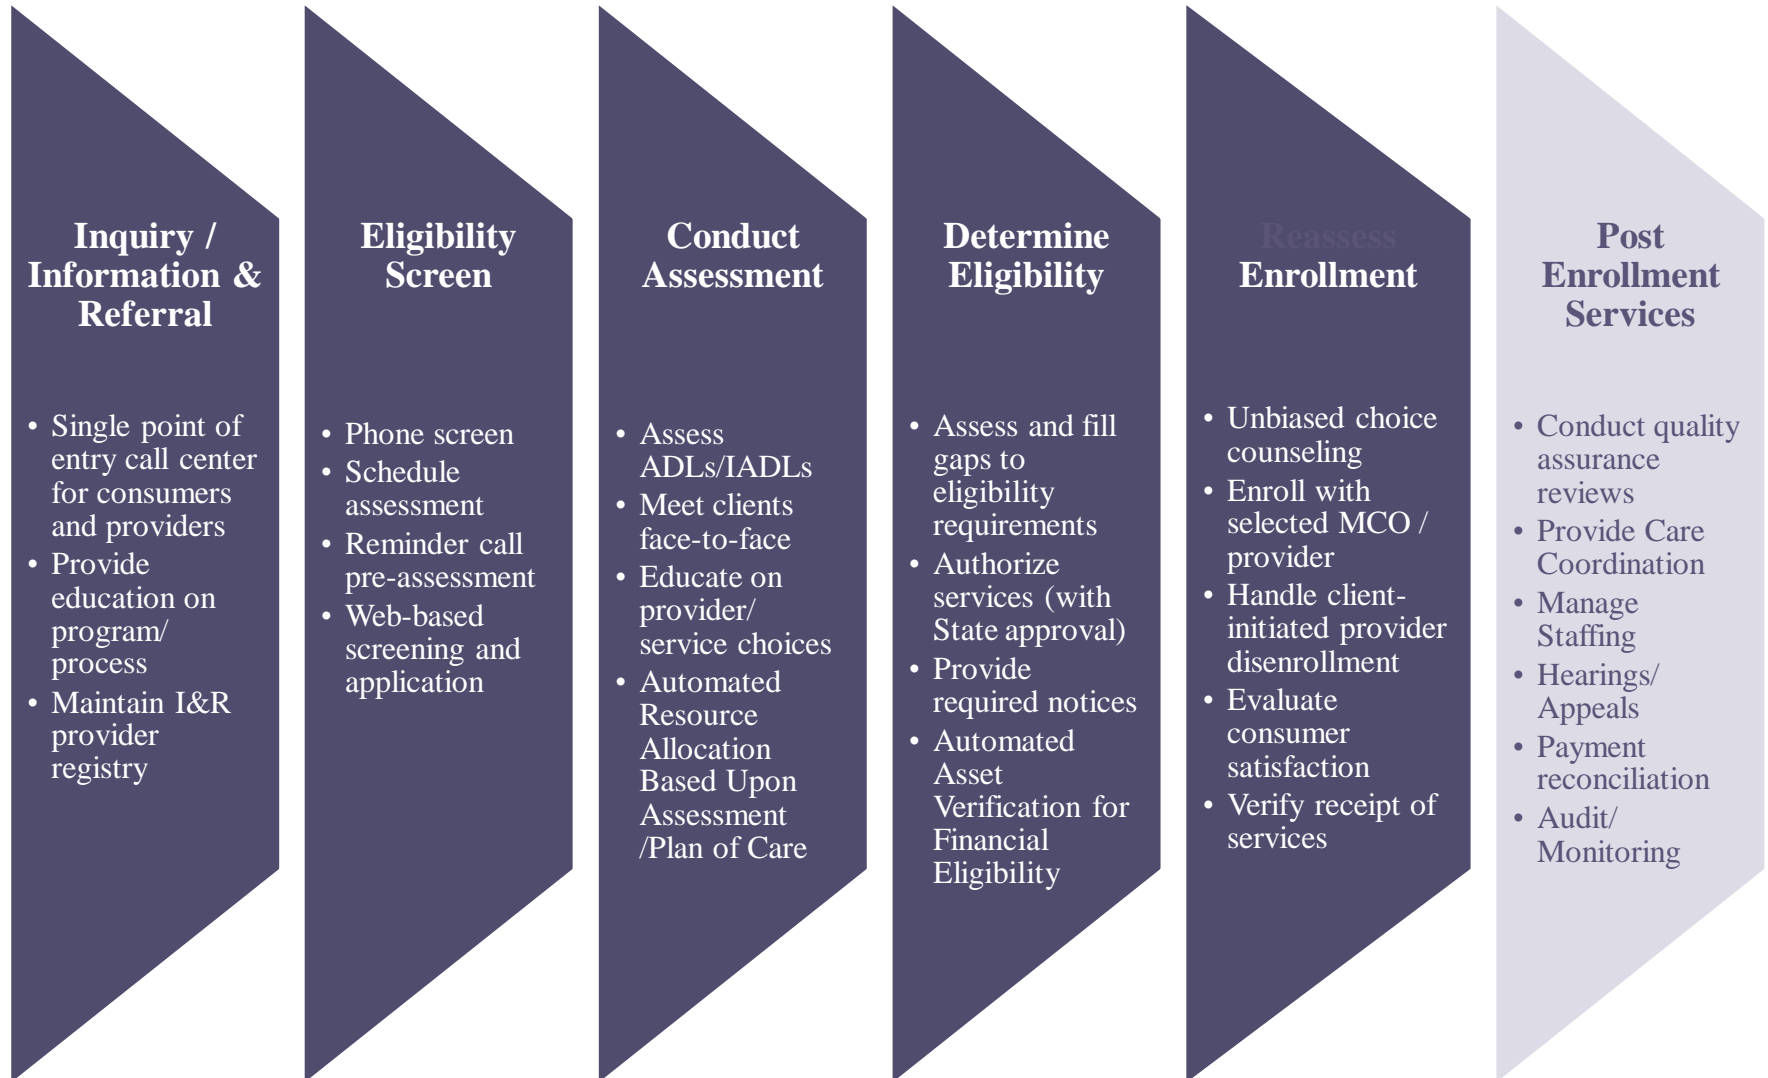 Inquiry /
Information &
Referral
• Single point of
entry call center
for consumers
and providers
• Provide
education on
program/
process
• Maintain I&R
provider
registry
Eligibility
Screen
• Phone screen
• Schedule
assessment
• Reminder call
pre-assessment
• Web-based
screening and
application
Conduct
Assessment
• Assess
ADLs/IADLs
• Meet clients
face-to-face
• Educate on
provider/
service choices
• Automated
Resource
Allocation
Based Upon
Assessment
/Plan of Care
Determine
Eligibility
• Assess and fill
gaps to
eligibility
requirements
• Authorize
services (with
State approval)
• Provide
required notices
• Automated
Asset
Verification for
Financial
Eligibility
Reassess
Enrollment
• Unbiased choice
counseling
• Enroll with
selected MCO /
provider
• Handle client-
initiated provider
disenrollment
• Evaluate
consumer
satisfaction
• Verify receipt of
services
Post
Enrollment
Services
• Conduct quality
assurance
reviews
• Provide Care
Coordination
• Manage
Staffing
• Hearings/
Appeals
• Payment
reconciliation
• Audit/
Monitoring